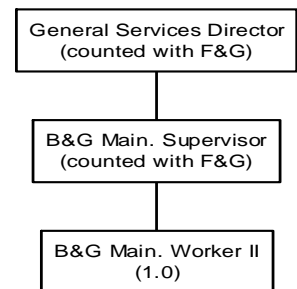 General Services Director
(counted with F&G)
B&G Main. Supervisor
(counted with F&G)
B&G Main. Worker II
(1.0)